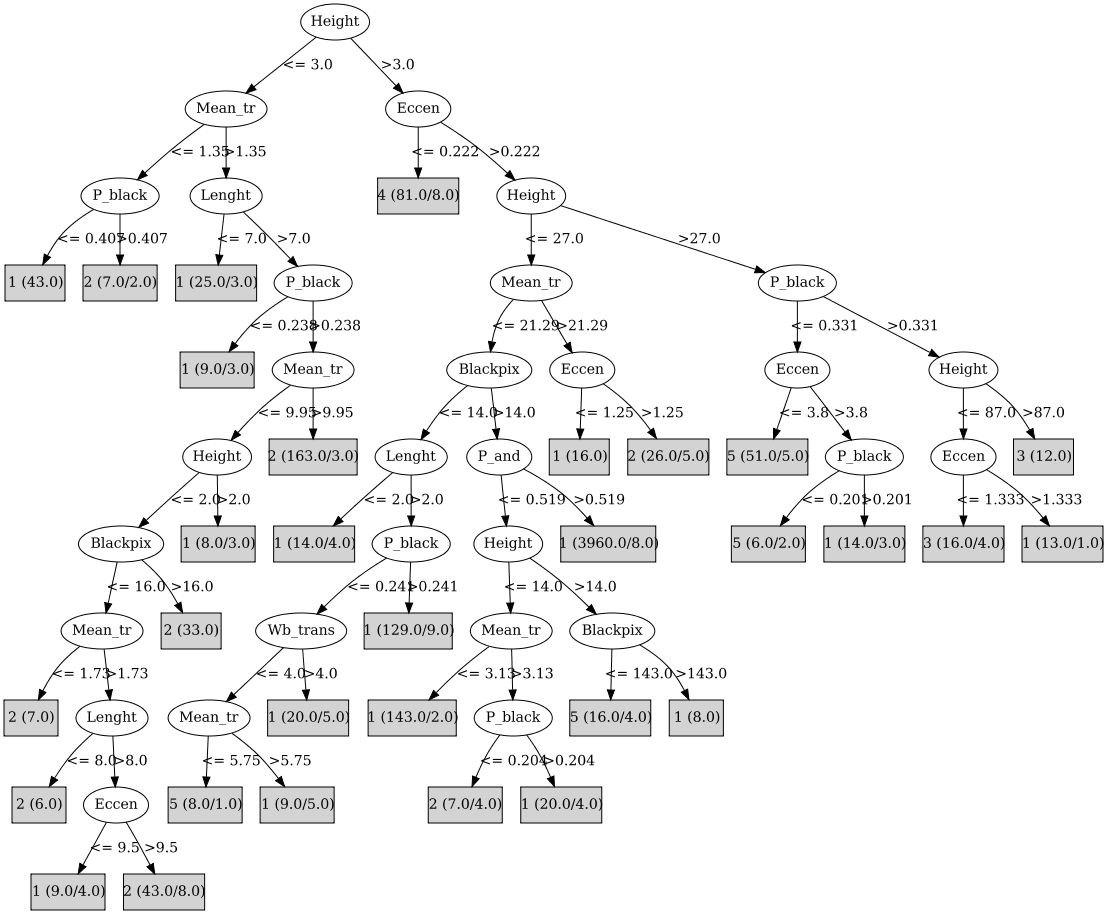 Height
<= 3.0 >3.0
Mean_tr Eccen
<= 1.35 >1.35 <= 0.222 >0.222
P_black Lenght 4 (81.0/8.0) Height
<= 0.407 >0.407 <= 7.0 >7.0 <= 27.0 >27.0
1 (43.0) 2 (7.0/2.0) 1 (25.0/3.0) P_black Mean_tr P_black
<= 0.238 >0.238 <= 21.29 >21.29 <= 0.331 >0.331
1 (9.0/3.0) Mean_tr Blackpix Eccen Eccen Height
<= 9.95 >9.95 <= 14.0 >14.0 <= 1.25 >1.25 <= 3.8 >3.8 <= 87.0 >87.0
Height 2 (163.0/3.0) Lenght P_and 1 (16.0) 2 (26.0/5.0) 5 (51.0/5.0) P_black Eccen 3 (12.0)
<= 2.0 >2.0 <= 2.0 >2.0 <= 0.519 >0.519 <= 0.201 >0.201 <= 1.333 >1.333
Blackpix 1 (8.0/3.0) 1 (14.0/4.0) P_black Height 1 (3960.0/8.0) 5 (6.0/2.0) 1 (14.0/3.0) 3 (16.0/4.0) 1 (13.0/1.0)
<= 16.0 >16.0 <= 0.241 >0.241 <= 14.0 >14.0
Mean_tr 2 (33.0) Wb_trans 1 (129.0/9.0) Mean_tr Blackpix
<= 1.73 >1.73 <= 4.0 >4.0 <= 3.13 >3.13 <= 143.0 >143.0
2 (7.0) Lenght Mean_tr 1 (20.0/5.0) 1 (143.0/2.0) P_black 5 (16.0/4.0) 1 (8.0)
<= 8.0 >8.0 <= 5.75 >5.75 <= 0.204 >0.204
2 (6.0) Eccen 5 (8.0/1.0) 1 (9.0/5.0) 2 (7.0/4.0) 1 (20.0/4.0)
<= 9.5 >9.5
1 (9.0/4.0) 2 (43.0/8.0)